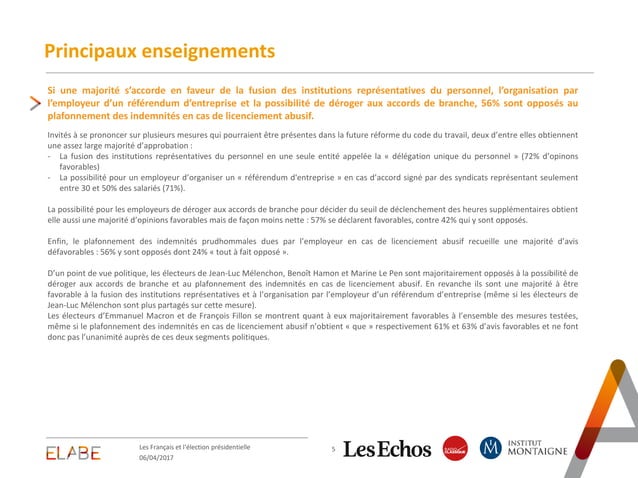 Principaux enseignements
Si une majorité s’accorde en faveur de la fusion des institutions représentatives du personnel, l’organisation par
l’employeur d’un référendum d’entreprise et la possibilité de déroger aux accords de branche, 56% sont opposés au
plafonnement des indemnités en cas de licenciement abusif.
Invités à se prononcer sur plusieurs mesures qui pourraient être présentes dans la future réforme du code du travail, deux d’entre elles obtiennent
une assez large majorité d’approbation :
- La fusion des institutions représentatives du personnel en une seule entité appelée la « délégation unique du personnel » (72% d’opinons
favorables)
- La possibilité pour un employeur d’organiser un « référendum d’entreprise » en cas d’accord signé par des syndicats représentant seulement
entre 30 et 50% des salariés (71%).
La possibilité pour les employeurs de déroger aux accords de branche pour décider du seuil de déclenchement des heures supplémentaires obtient
elle aussi une majorité d’opinions favorables mais de façon moins nette : 57% se déclarent favorables, contre 42% qui y sont opposés.
Enfin, le plafonnement des indemnités prudhommales dues par l’employeur en cas de licenciement abusif recueille une majorité d’avis
défavorables : 56% y sont opposés dont 24% « tout à fait opposé ».
D’un point de vue politique, les électeurs de Jean-Luc Mélenchon, Benoît Hamon et Marine Le Pen sont majoritairement opposés à la possibilité de
déroger aux accords de branche et au plafonnement des indemnités en cas de licenciement abusif. En revanche ils sont une majorité à être
favorable à la fusion des institutions représentatives et à l’organisation par l’employeur d’un référendum d’entreprise (même si les électeurs de
Jean-Luc Mélenchon sont plus partagés sur cette mesure).
Les électeurs d’Emmanuel Macron et de François Fillon se montrent quant à eux majoritairement favorables à l’ensemble des mesures testées,
même si le plafonnement des indemnités en cas de licenciement abusif n’obtient « que » respectivement 61% et 63% d’avis favorables et ne font
donc pas l’unanimité auprès de ces deux segments politiques.
ELABE
Les Français et l’élection présidentielle
06/04/2017
5
Les Echos
RADIO
CLASSIQUE
INSTITUT
MONTAIGNE